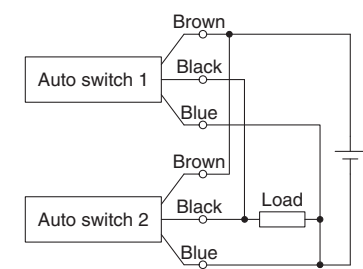 Brown
Auto switch 1
Black
Blue
Brown
Auto switch 2
Black
Load
Blue